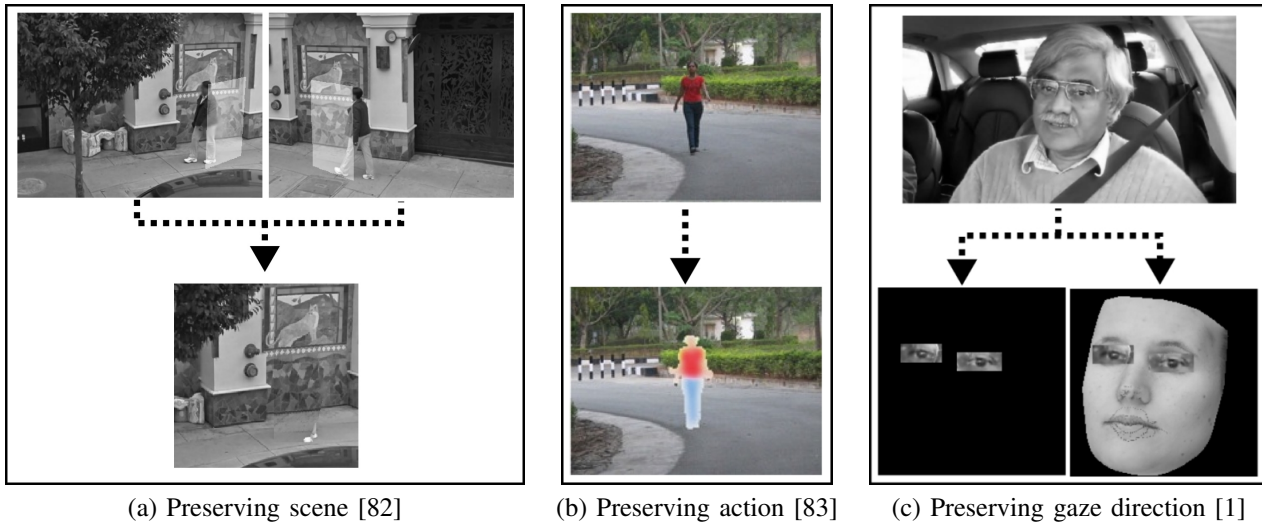 (a) Preserving scene [82]
(b) Preserving action [83]
(c) Preserving gaze direction [1]